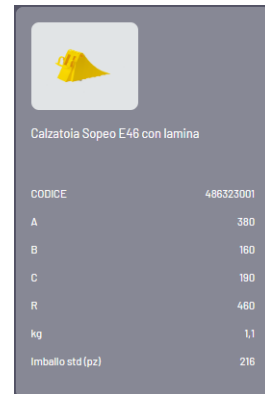 Calzatoia Sopeo E46 con lamina
CODICE 486323001
A 380
B 160
C 190
R 460
kg 1,1
Imballo std (pz) 216